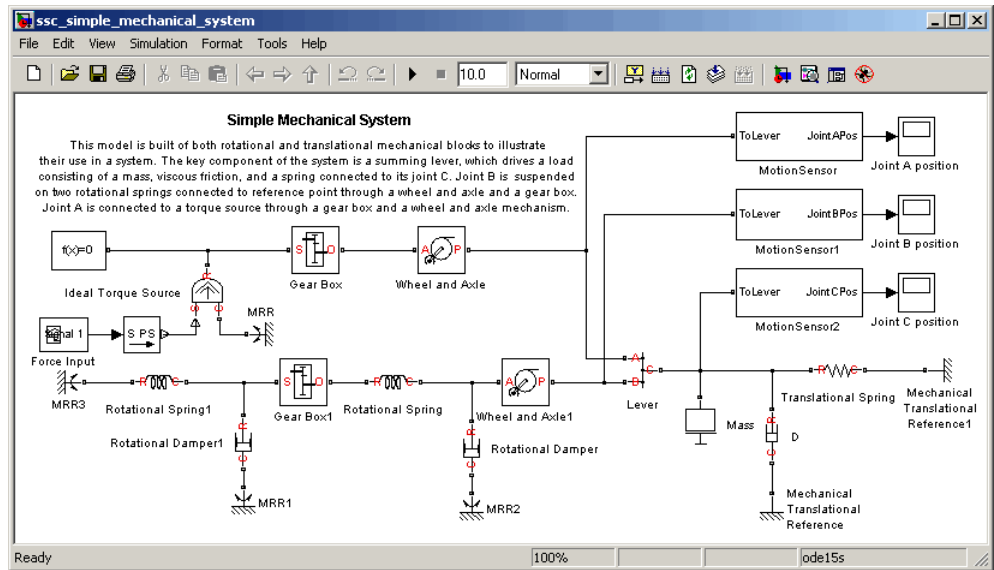 ssc_simple_mechanical_system
File Edit View Simulation Format Tools Help
10.0 Normal
Simple Mechanical System
This model is built of both rotational and translational mechanical blocks to illustrate
their use in a system. The key component of the system is a summing lever, which drives a load
consisting of a mass, viscous friction, and a spring connected to its joint C. Joint B is suspended
on two rotational springs connected to reference point through a wheel and axle and a gear box.
Joint A is connected to a torque source through a gear box and a wheel and axle mechanism.
ToLever JointAPos
MotionSensor
Joint A position
ToLever JointBPos
MotionSensor1
Joint B position
ToLever JointCPos
MotionSensor2
Joint C position
f(x)=0
S O
Gear Box
A P
Wheel and Axle
Ideal Torque Source
R
S C
MRR
Signal 1
Force Input
S PS
MRR3
R C
Rotational Spring1
S O
Gear Box1
R C
Rotational Spring
A P
Wheel and Axle1
A
B
C
Lever
R C
Translational Spring
Mechanical
Translational
Reference1
Mass
R
C
D
Mechanical
Translational
Reference
R
C
Rotational Damper1
MRR1
R
C
Rotational Damper
MRR2
Ready 100% ode15s